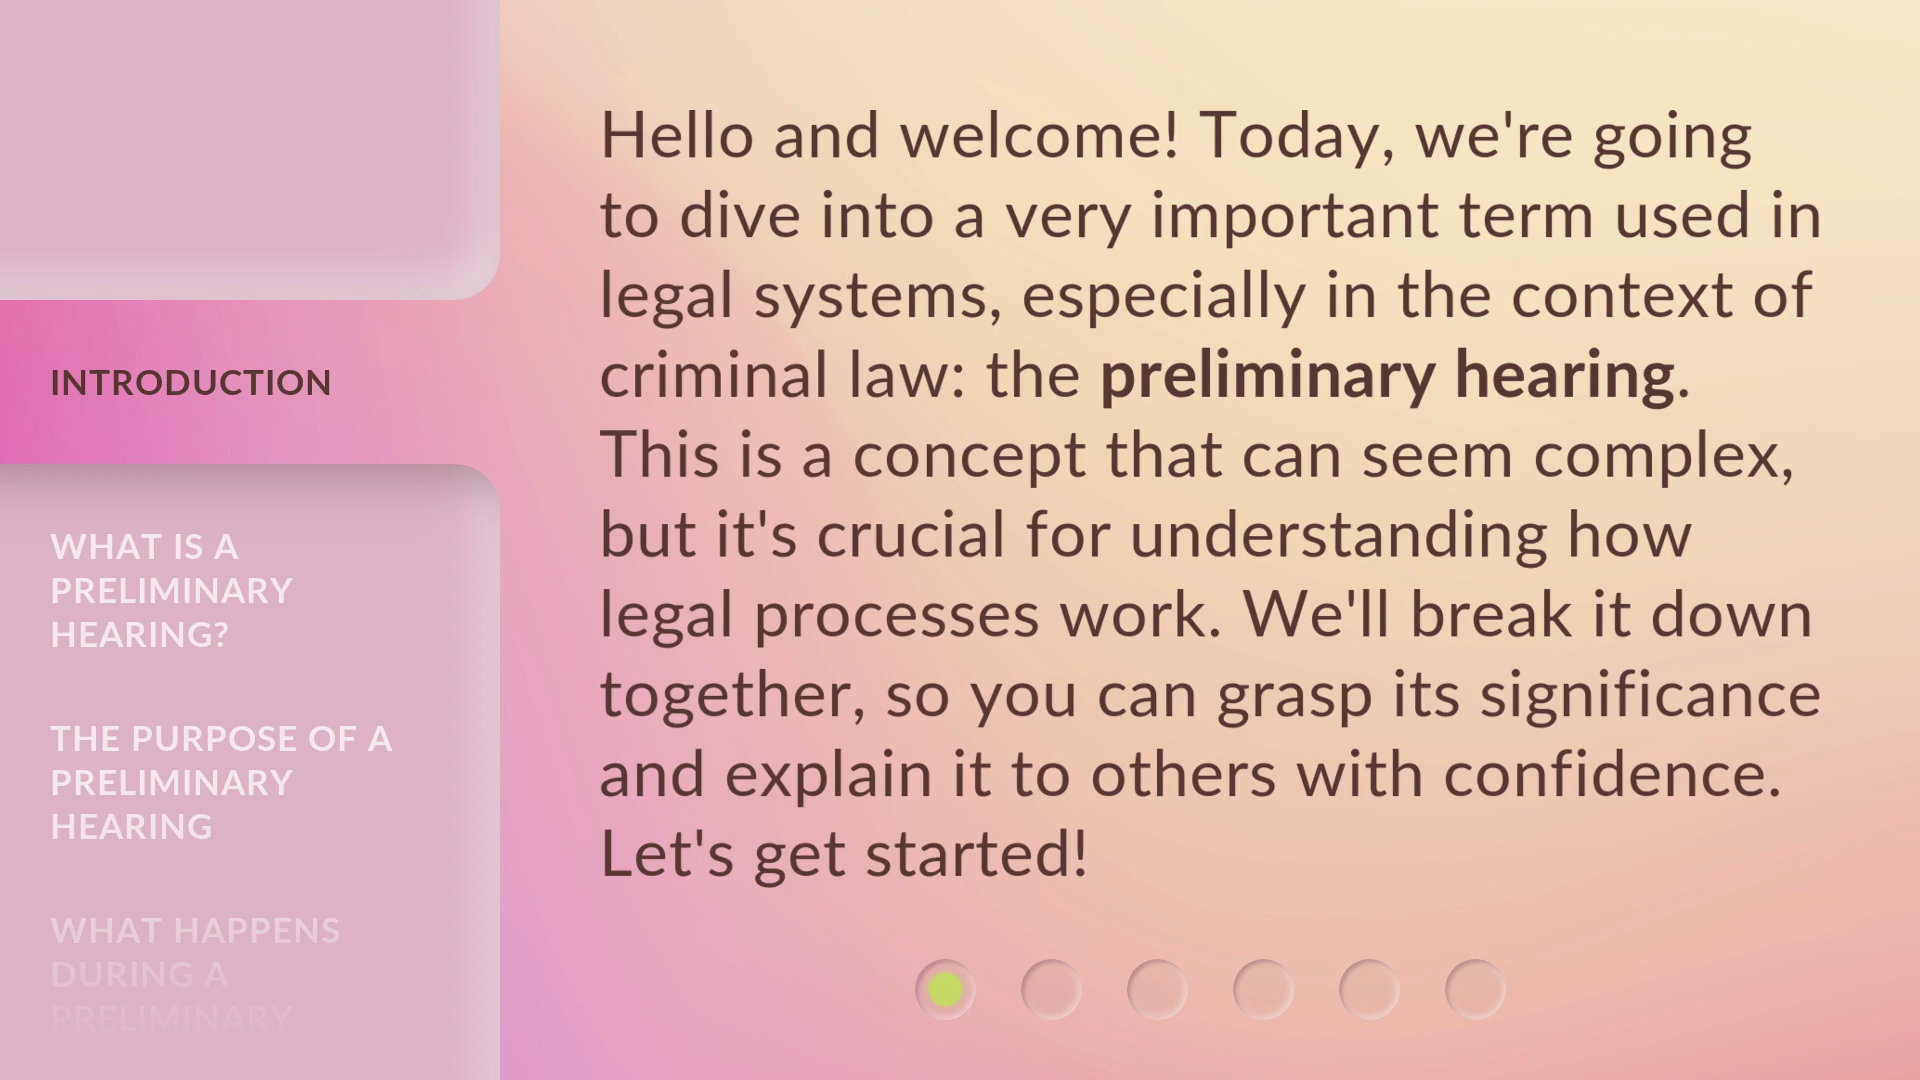 INTRODUCTION
WHAT IS A
PRELIMINARY
HEARING?
THE PURPOSE OF A
PRELIMINARY
HEARING
WHAT HAPPENS
DURING A
PRELIMINARY
Hello and welcome! Today, we're going
to dive into a very important term used in
legal systems, especially in the context of
criminal law: the preliminary hearing.
This is a concept that can seem complex,
but it's crucial for understanding how
legal processes work. We'll break it down
together, so you can grasp its significance
and explain it to others with confidence.
Let's get started!